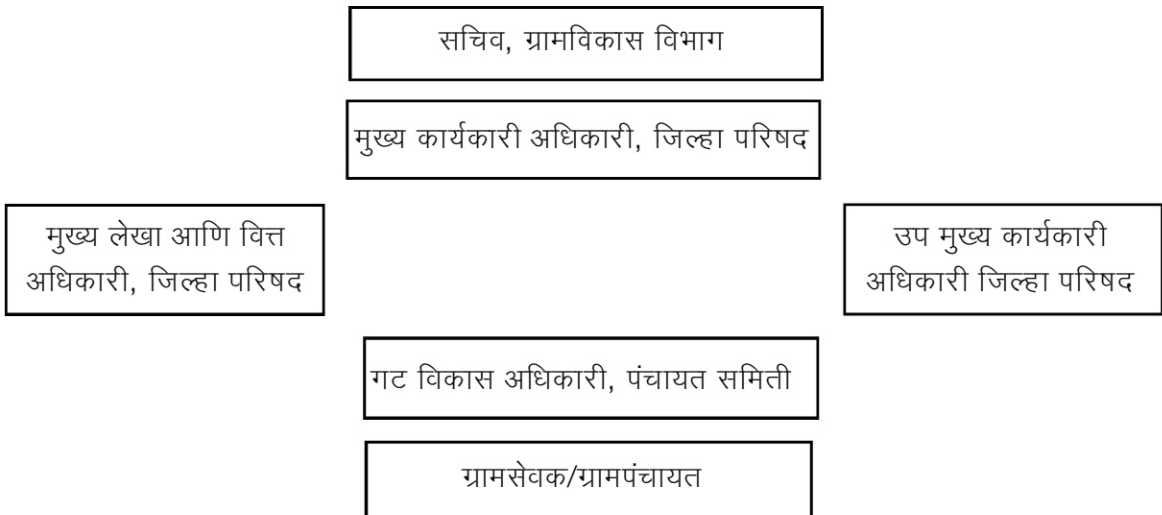 सचिव, ग्रामविकास विभाग
मुख्य कार्यकारी अधिकारी, जिल्हा परिषद
मुख्य लेखा आणि वित्त
अधिकारी, जिल्हा परिषद
उप मुख्य कार्यकारी
अधिकारी जिल्हा परिषद
गट विकास अधिकारी, पंचायत समिती
ग्रामसेवक/ग्रामपंचायत